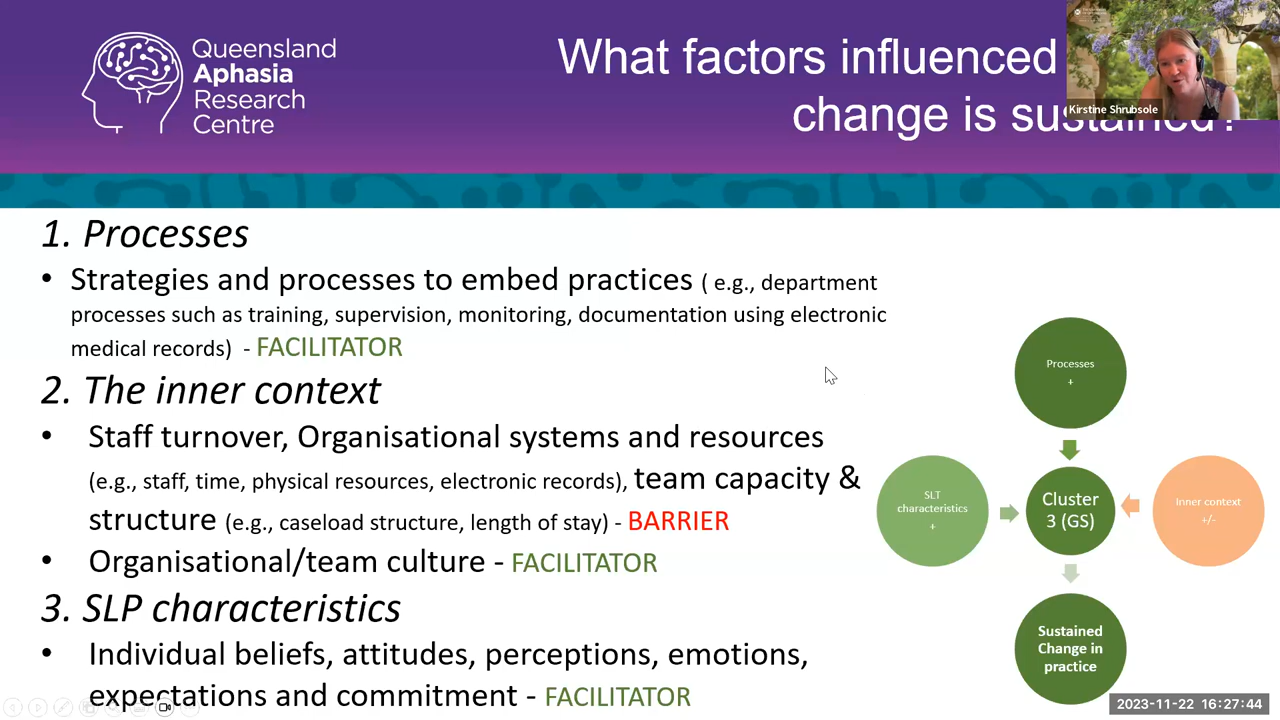 Queensland
Aphasia
Research
Centre
What factors influenced
change is sustained?
Kirstine Shrubsole
1. Processes
• Strategies and processes to embed practices ( e.g., department
processes such as training, supervision, monitoring, documentation using electronic
medical records) - FACILITATOR
2. The inner context
• Staff turnover, Organisational systems and resources
(e.g., staff, time, physical resources, electronic records), team capacity &
structure (e.g., caseload structure, length of stay) - BARRIER
• Organisational/team culture - FACILITATOR
3. SLP characteristics
• Individual beliefs, attitudes, perceptions, emotions,
expectations and commitment - FACILITATOR
Processes
+
SLT
characteristics
+
Cluster
3 (GS)
Inner context
+/-
Sustained
Change in
practice
2023-11-22 16:27:44